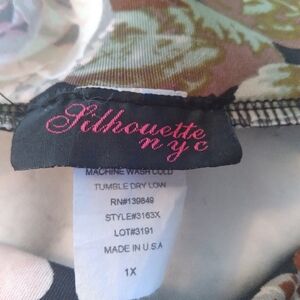 Silhouette
nyc
MACHINE WASH COLD
TUMBLE DRY LOW
RN#139849
STYLE#3163X
LOT#3191
MADE IN U.S.A
1X